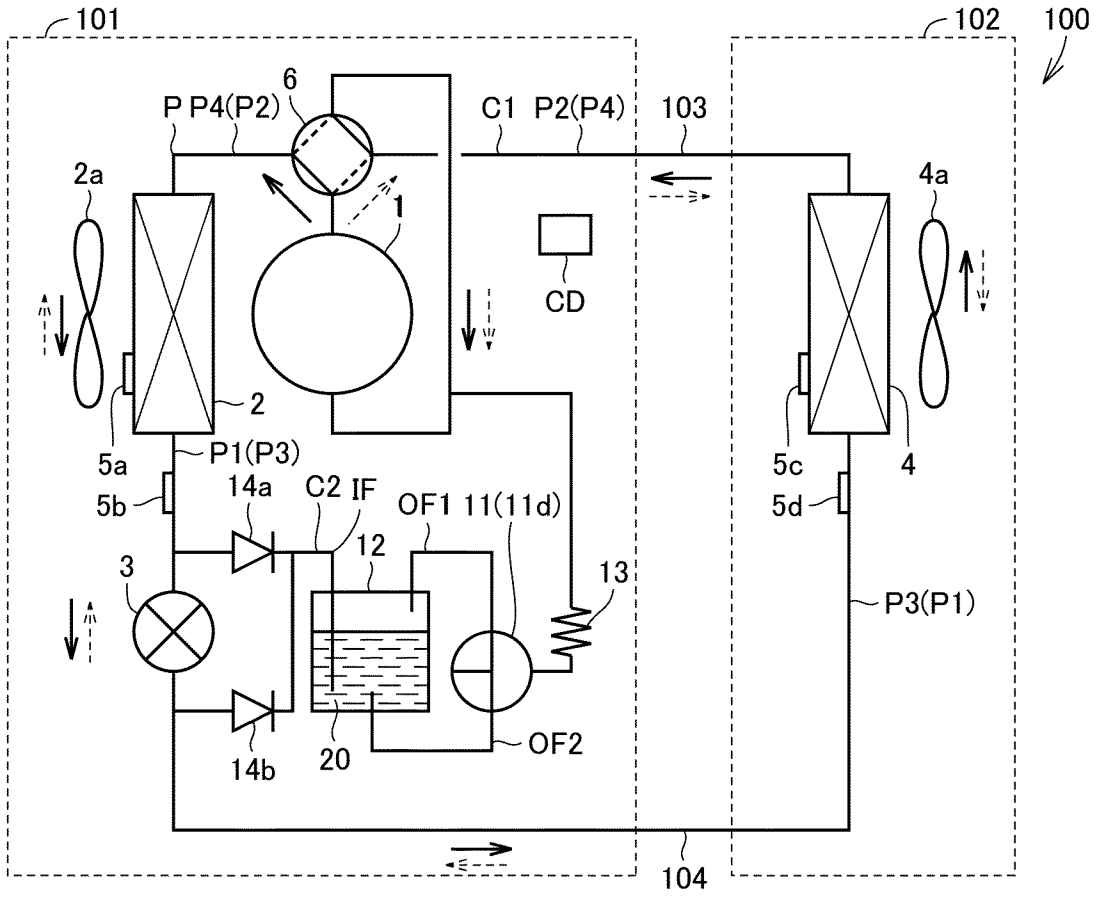 101
102
100
6
P
P4(P2)
C1
P2(P4)
103
2a
4a
1
CD
2
5a
P1(P3)
5c
4
5b
14a
C2
IF
OF1
11(11d)
5d
12
3
13
P3(P1)
20
OF2
14b
104